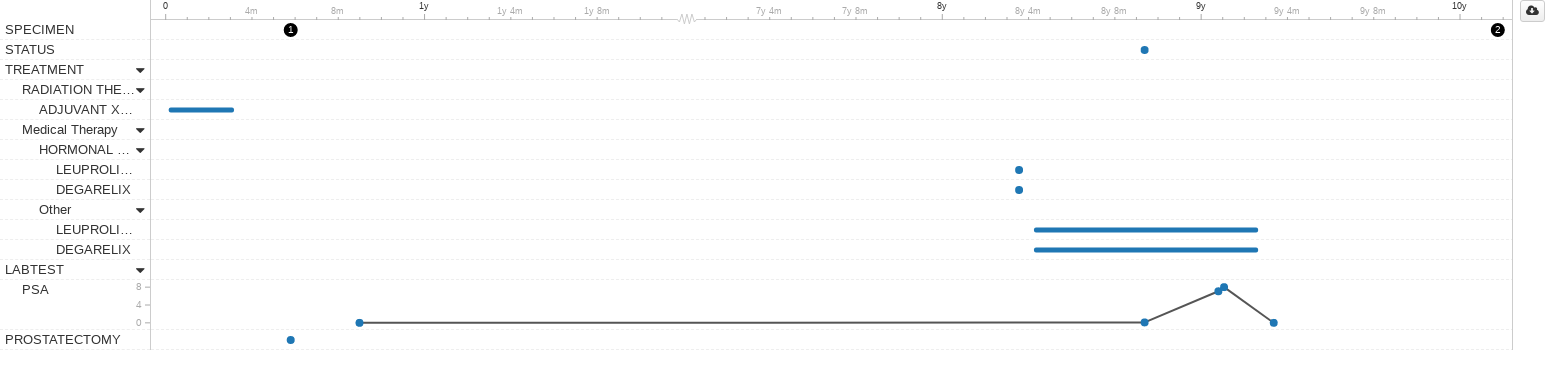 0 4m 8m 1y 1y 4m 1y 8m 7y 4m 7y 8m 8y 8y 4m 8y 8m 9y 9y 4m 9y 8m 10y
SPECIMEN 1 2
STATUS
TREATMENT
RADIATION THE...
ADJUVANT X...
Medical Therapy
HORMONAL ...
LEUPROLI...
DEGARELIX
Other
LEUPROLI...
DEGARELIX
LABTEST
PSA 8
4
0
PROSTATECTOMY